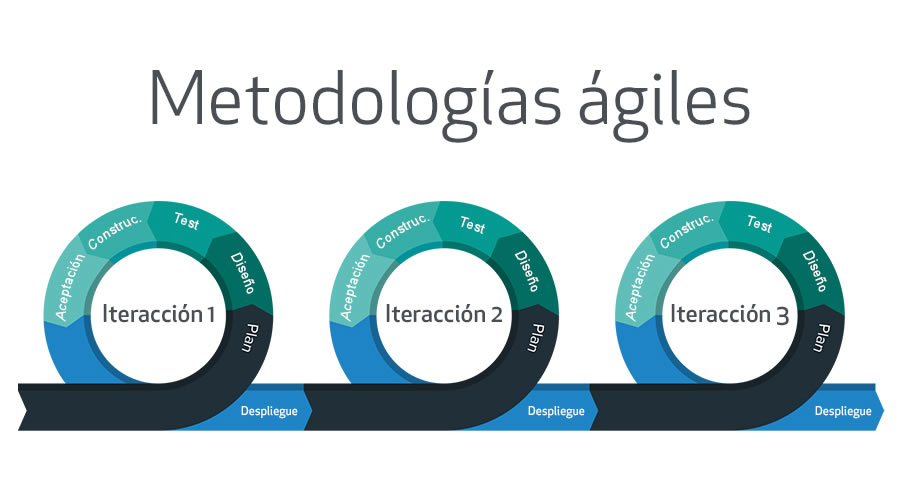 Metodologías ágiles
Aceptación
Construc.
Test
Diseño
Plan
Iteracción 1
Despliegue
Aceptación
Construc.
Test
Diseño
Plan
Iteracción 2
Despliegue
Aceptación
Construc.
Test
Diseño
Plan
Iteracción 3
Despliegue